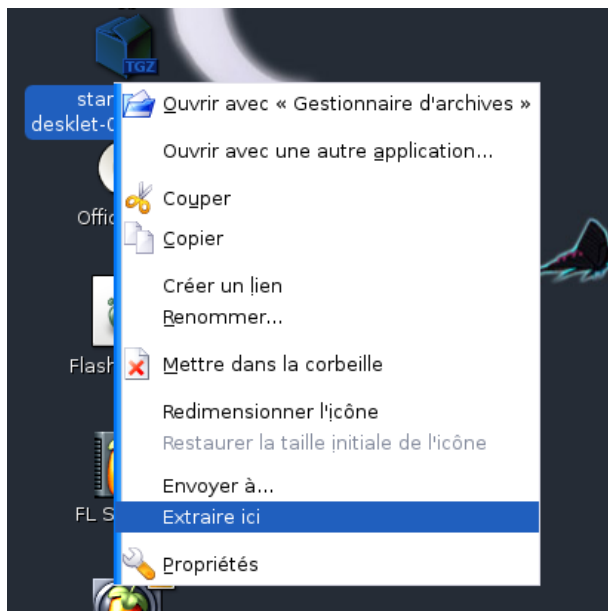 TGZ
star
desklet-0
Offic
Flash
FL S
Ouvrir avec « Gestionnaire d'archives »
Ouvrir avec une autre application...
Couper
Copier
Créer un lien
Renommer...
Mettre dans la corbeille
Redimensionner l'icône
Restaurer la taille initiale de l'icône
Envoyer à...
Extraire ici
Propriétés